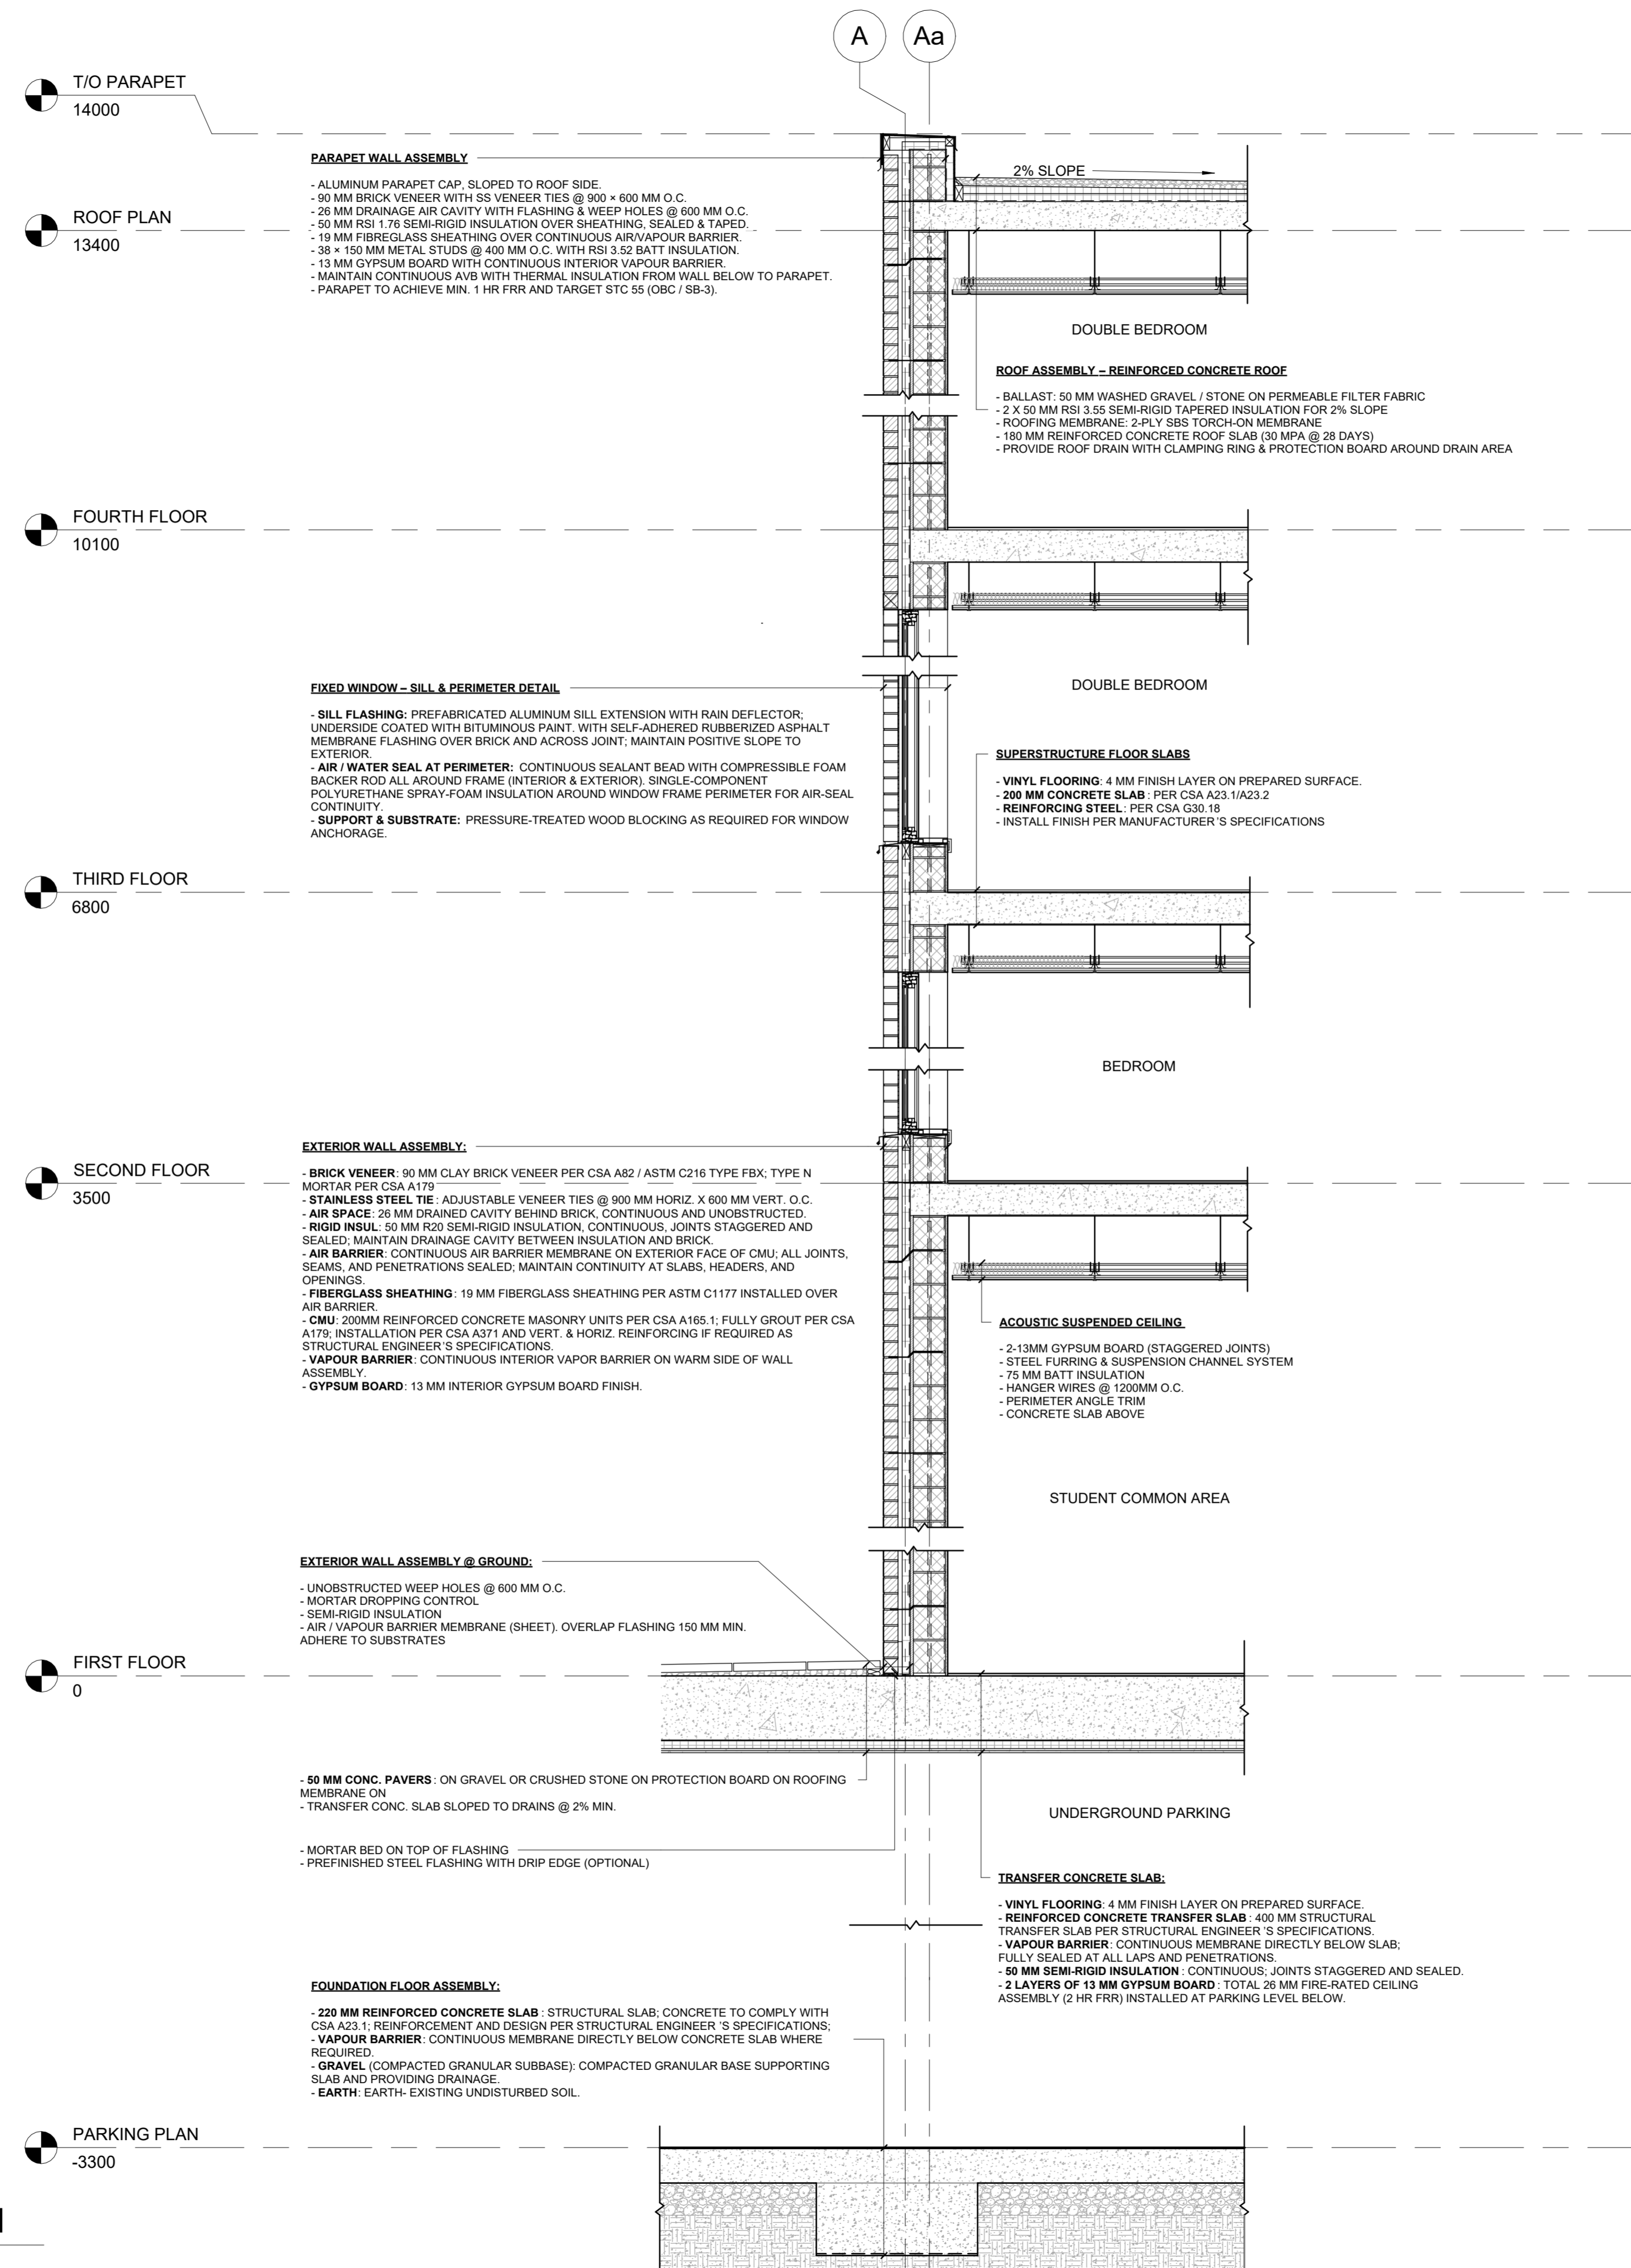 A
Aa
T/O PARAPET
14000
PARAPET WALL ASSEMBLY
- ALUMINUM PARAPET CAP, SLOPED TO ROOF SIDE.
- 90 MM BRICK VENEER WITH SS VENEER TIES @ 900 × 600 MM O.C.
- 26 MM DRAINAGE AIR CAVITY WITH FLASHING & WEEP HOLES @ 600 MM O.C.
- 50 MM RSI 1.76 SEMI-RIGID INSULATION OVER SHEATHING, SEALED & TAPED.
- 19 MM FIBREGLASS SHEATHING OVER CONTINUOUS AIR/VAPOUR BARRIER.
- 38 × 150 MM METAL STUDS @ 400 MM O.C. WITH RSI 3.52 BATT INSULATION.
- 13 MM GYPSUM BOARD WITH CONTINUOUS INTERIOR VAPOUR BARRIER.
- MAINTAIN CONTINUOUS AVB WITH THERMAL INSULATION FROM WALL BELOW TO PARAPET.
- PARAPET TO ACHIEVE MIN. 1 HR FRR AND TARGET STC 55 (OBC / SB-3).
2% SLOPE
ROOF PLAN
13400
DOUBLE BEDROOM
ROOF ASSEMBLY – REINFORCED CONCRETE ROOF
- BALLAST: 50 MM WASHED GRAVEL / STONE ON PERMEABLE FILTER FABRIC
- 2 X 50 MM RSI 3.55 SEMI-RIGID TAPERED INSULATION FOR 2% SLOPE
- ROOFING MEMBRANE: 2-PLY SBS TORCH-ON MEMBRANE
- 180 MM REINFORCED CONCRETE ROOF SLAB (30 MPA @ 28 DAYS)
- PROVIDE ROOF DRAIN WITH CLAMPING RING & PROTECTION BOARD AROUND DRAIN AREA
FOURTH FLOOR
10100
DOUBLE BEDROOM
FIXED WINDOW – SILL & PERIMETER DETAIL
- SILL FLASHING: PREFABRICATED ALUMINUM SILL EXTENSION WITH RAIN DEFLECTOR;
UNDERSIDE COATED WITH BITUMINOUS PAINT. WITH SELF-ADHERED RUBBERIZED ASPHALT
MEMBRANE FLASHING OVER BRICK AND ACROSS JOINT; MAINTAIN POSITIVE SLOPE TO
EXTERIOR.
- AIR / WATER SEAL AT PERIMETER: CONTINUOUS SEALANT BEAD WITH COMPRESSIBLE FOAM
BACKER ROD ALL AROUND FRAME (INTERIOR & EXTERIOR). SINGLE-COMPONENT
POLYURETHANE SPRAY-FOAM INSULATION AROUND WINDOW FRAME PERIMETER FOR AIR-SEAL
CONTINUITY.
- SUPPORT & SUBSTRATE: PRESSURE-TREATED WOOD BLOCKING AS REQUIRED FOR WINDOW
ANCHORAGE.
SUPERSTRUCTURE FLOOR SLABS
- VINYL FLOORING: 4 MM FINISH LAYER ON PREPARED SURFACE.
- 200 MM CONCRETE SLAB: PER CSA A23.1/A23.2
- REINFORCING STEEL: PER CSA G30.18
- INSTALL FINISH PER MANUFACTURER'S SPECIFICATIONS
THIRD FLOOR
6800
BEDROOM
EXTERIOR WALL ASSEMBLY:
- BRICK VENEER: 90 MM CLAY BRICK VENEER PER CSA A82 / ASTM C216 TYPE FBX; TYPE N
MORTAR PER CSA A179
- STAINLESS STEEL TIE: ADJUSTABLE VENEER TIES @ 900 MM HORIZ. X 600 MM VERT. O.C.
- AIR SPACE: 26 MM DRAINED CAVITY BEHIND BRICK, CONTINUOUS AND UNOBSTRUCTED.
- RIGID INSUL: 50 MM R20 SEMI-RIGID INSULATION, CONTINUOUS, JOINTS STAGGERED AND
SEALED; MAINTAIN DRAINAGE CAVITY BETWEEN INSULATION AND BRICK.
- AIR BARRIER: CONTINUOUS AIR BARRIER MEMBRANE ON EXTERIOR FACE OF CMU; ALL JOINTS,
SEAMS, AND PENETRATIONS SEALED; MAINTAIN CONTINUITY AT SLABS, HEADERS, AND
OPENINGS.
- FIBERGLASS SHEATHING: 19 MM FIBERGLASS SHEATHING PER ASTM C1177 INSTALLED OVER
AIR BARRIER.
- CMU: 200MM REINFORCED CONCRETE MASONRY UNITS PER CSA A165.1; FULLY GROUT PER CSA
A179; INSTALLATION PER CSA A371 AND VERT. & HORIZ. REINFORCING IF REQUIRED AS
STRUCTURAL ENGINEER'S SPECIFICATIONS.
- VAPOUR BARRIER: CONTINUOUS INTERIOR VAPOR BARRIER ON WARM SIDE OF WALL
ASSEMBLY.
- GYPSUM BOARD: 13 MM INTERIOR GYPSUM BOARD FINISH.
SECOND FLOOR
3500
ACOUSTIC SUSPENDED CEILING
- 2-13MM GYPSUM BOARD (STAGGERED JOINTS)
- STEEL FURRING & SUSPENSION CHANNEL SYSTEM
- 75 MM BATT INSULATION
- HANGER WIRES @ 1200MM O.C.
- PERIMETER ANGLE TRIM
- CONCRETE SLAB ABOVE
STUDENT COMMON AREA
EXTERIOR WALL ASSEMBLY @ GROUND:
- UNOBSTRUCTED WEEP HOLES @ 600 MM O.C.
- MORTAR DROPPING CONTROL
- SEMI-RIGID INSULATION
- AIR / VAPOUR BARRIER MEMBRANE (SHEET). OVERLAP FLASHING 150 MM MIN.
ADHERE TO SUBSTRATES
FIRST FLOOR
0
- 50 MM CONC. PAVERS: ON GRAVEL OR CRUSHED STONE ON PROTECTION BOARD ON ROOFING
MEMBRANE ON
- TRANSFER CONC. SLAB SLOPED TO DRAINS @ 2% MIN.
UNDERGROUND PARKING
- MORTAR BED ON TOP OF FLASHING
- PREFINISHED STEEL FLASHING WITH DRIP EDGE (OPTIONAL)
TRANSFER CONCRETE SLAB:
- VINYL FLOORING: 4 MM FINISH LAYER ON PREPARED SURFACE.
- REINFORCED CONCRETE TRANSFER SLAB: 400 MM STRUCTURAL
TRANSFER SLAB PER STRUCTURAL ENGINEER'S SPECIFICATIONS.
- VAPOUR BARRIER: CONTINUOUS MEMBRANE DIRECTLY BELOW SLAB;
FULLY SEALED AT ALL LAPS AND PENETRATIONS.
- 50 MM SEMI-RIGID INSULATION: CONTINUOUS; JOINTS STAGGERED AND SEALED.
- 2 LAYERS OF 13 MM GYPSUM BOARD: TOTAL 26 MM FIRE-RATED CEILING
ASSEMBLY (2 HR FRR) INSTALLED AT PARKING LEVEL BELOW.
FOUNDATION FLOOR ASSEMBLY:
- 220 MM REINFORCED CONCRETE SLAB: STRUCTURAL SLAB; CONCRETE TO COMPLY WITH
CSA A23.1; REINFORCEMENT AND DESIGN PER STRUCTURAL ENGINEER'S SPECIFICATIONS;
- VAPOUR BARRIER: CONTINUOUS MEMBRANE DIRECTLY BELOW CONCRETE SLAB WHERE
REQUIRED.
- GRAVEL (COMPACTED GRANULAR SUBBASE): COMPACTED GRANULAR BASE SUPPORTING
SLAB AND PROVIDING DRAINAGE.
- EARTH: EARTH- EXISTING UNDISTURBED SOIL.
PARKING PLAN
-3300